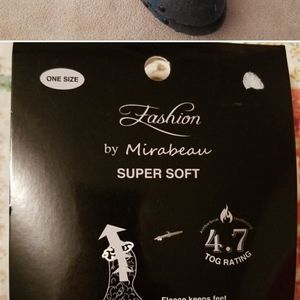 ONE SIZE
Fashion
by Mirabeau
SUPER SOFT
4.7
TOG RATING
Fleece keeps feet